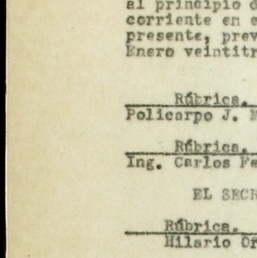 al principio d
corriente en e
presente, prev
Enero veintitr
Rúbrica.
Policarpo J.
Rúbrica.
Ing. Carlos Fe
EL SECR
Rúbrica.
Hilario Or